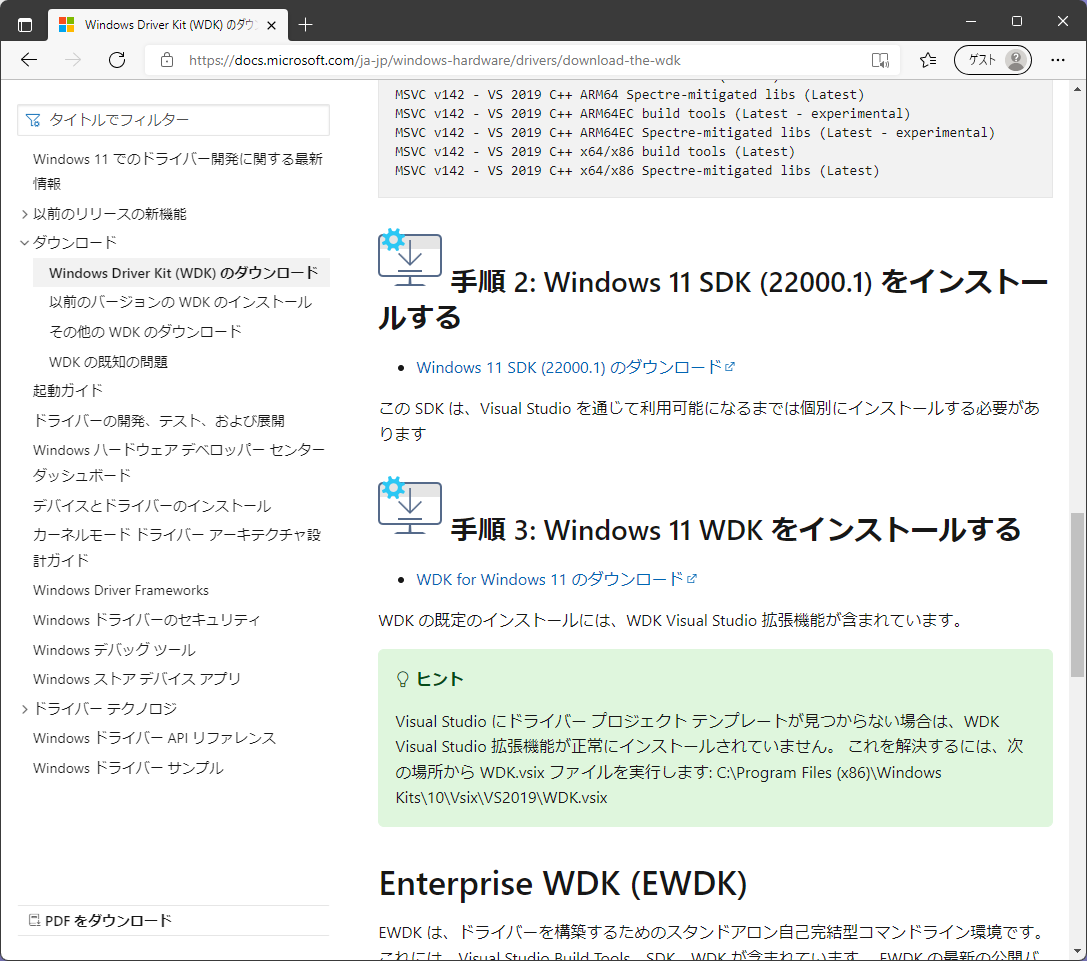 Windows Driver Kit (WDK) のダウ
https://docs.microsoft.com/ja-jp/windows-hardware/drivers/download-the-wdk
ゲスト
タイトルでフィルター
Windows 11 でのドライバー開発に関する最新
情報
以前のリリースの新機能
ダウンロード
Windows Driver Kit (WDK) のダウンロード
以前のバージョンの WDK のインストール
その他の WDK のダウンロード
WDK の既知の問題
起動ガイド
ドライバーの開発、テスト、および展開
Windows ハードウェア デベロッパー センター
ダッシュボード
デバイスとドライバーのインストール
カーネルモード ドライバー アーキテクチャ設
計ガイド
Windows Driver Frameworks
Windows ドライバーのセキュリティ
Windows デバッグ ツール
Windows ストア デバイス アプリ
ドライバー テクノロジ
Windows ドライバー API リファレンス
Windows ドライバー サンプル
PDF をダウンロード
MSVC v142 - VS 2019 C++ ARM64 Spectre-mitigated libs (Latest)
MSVC v142 - VS 2019 C++ ARM64EC build tools (Latest - experimental)
MSVC v142 - VS 2019 C++ ARM64EC Spectre-mitigated libs (Latest - experimental)
MSVC v142 - VS 2019 C++ x64/x86 build tools (Latest)
MSVC v142 - VS 2019 C++ x64/x86 Spectre-mitigated libs (Latest)
手順 2: Windows 11 SDK (22000.1) をインストー
ルする
• Windows 11 SDK (22000.1) のダウンロード
この SDK は、Visual Studio を通じて利用可能になるまでは個別にインストールする必要があ
ります
手順 3: Windows 11 WDK をインストールする
• WDK for Windows 11 のダウンロード
WDK の既定のインストールには、WDK Visual Studio 拡張機能が含まれています。
ヒント
Visual Studio にドライバー プロジェクト テンプレートが見つからない場合は、WDK
Visual Studio 拡張機能が正常にインストールされていません。 これを解決するには、次
の場所から WDK.vsix ファイルを実行します: C:\Program Files (x86)\Windows
Kits\10\Vsix\VS2019\WDK.vsix
Enterprise WDK (EWDK)
EWDK は、ドライバーを構築するためのスタンドアロン自己完結型コマンドライン環境です。
これには、Visual Studio Build Tools、SDK、WDK が含まれています。 EWDK の最新の公開バ